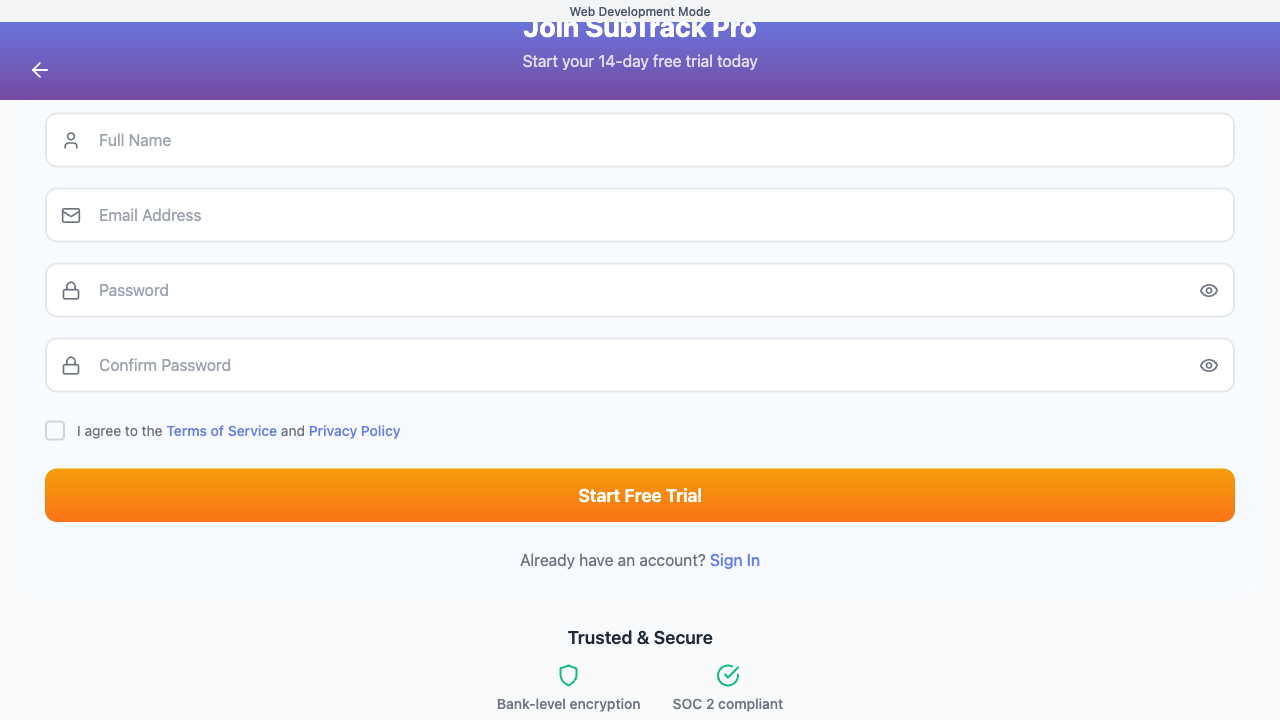 Web Development Mode
Join SubTrack Pro
Start your 14-day free trial today
Full Name
Email Address
Password
Confirm Password
I agree to the Terms of Service and Privacy Policy
Start Free Trial
Already have an account? Sign In
Trusted & Secure
Bank-level encryption
SOC 2 compliant